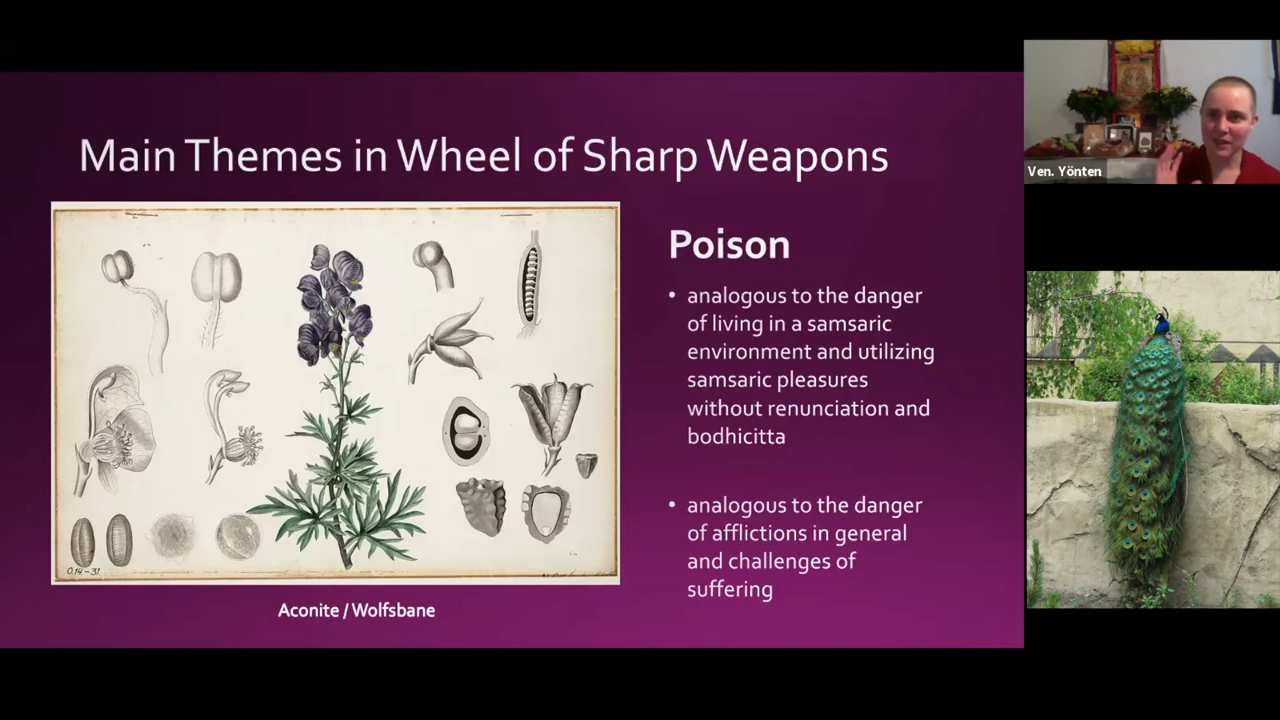 Main Themes in Wheel of Sharp Weapons
Ven. Yönten
Poison
• analogous to the danger
of living in a samsaric
environment and utilizing
samsaric pleasures
without renunciation and
bodhicitta
• analogous to the danger
of afflictions in general
and challenges of
suffering
Aconite / Wolfsbane